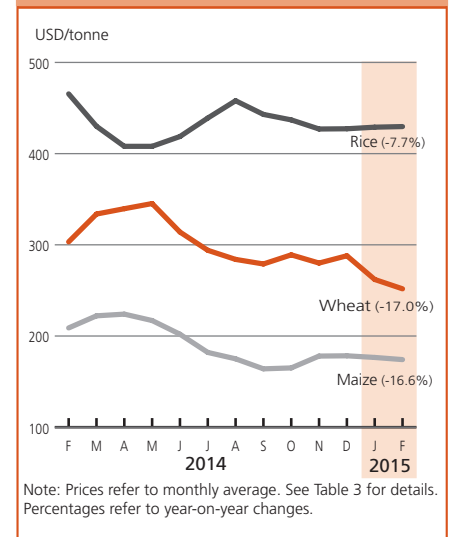 USD/tonne
500
400
Rice (-7.7%)
300
Wheat (-17.0%)
200
Maize (-16.6%)
100
F M A M J J A S O N D J F
2014 2015
Note: Prices refer to monthly average. See Table 3 for details.
Percentages refer to year-on-year changes.